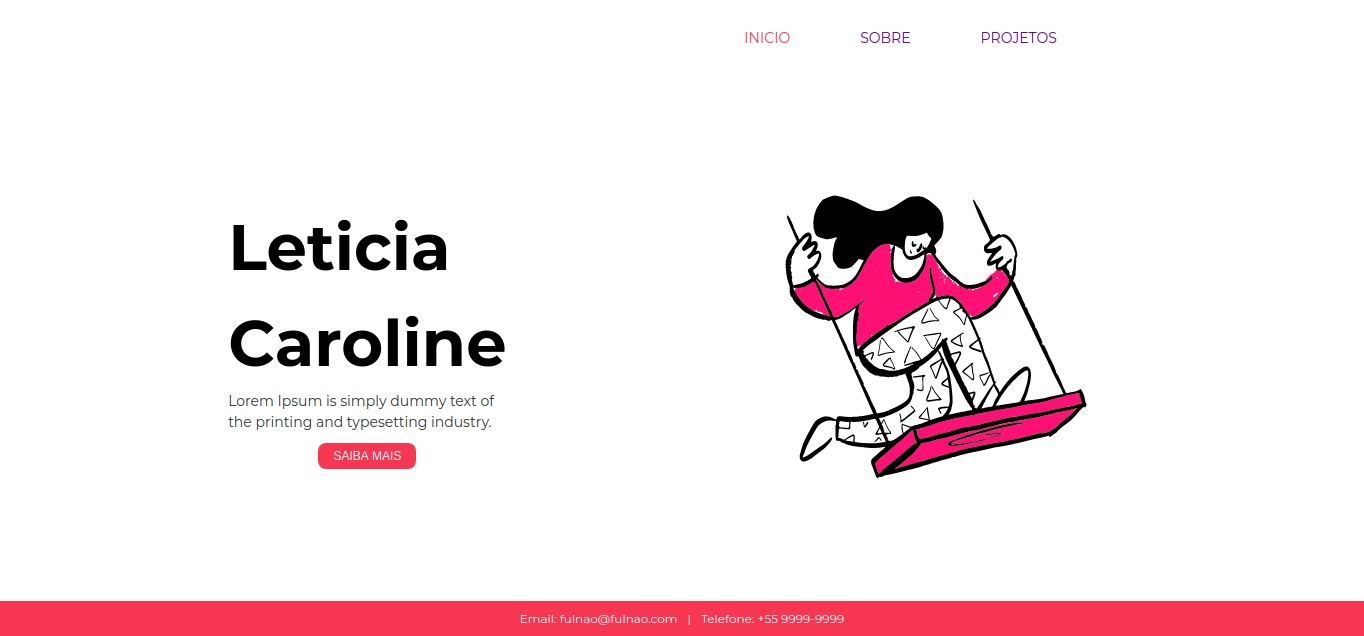 INICIO SOBRE PROJETOS
Leticia
Caroline
Lorem Ipsum is simply dummy text of
the printing and typesetting industry.
SAIBA MAIS
Email: fulnao@fulnao.com | Telefone: +55 9999-9999